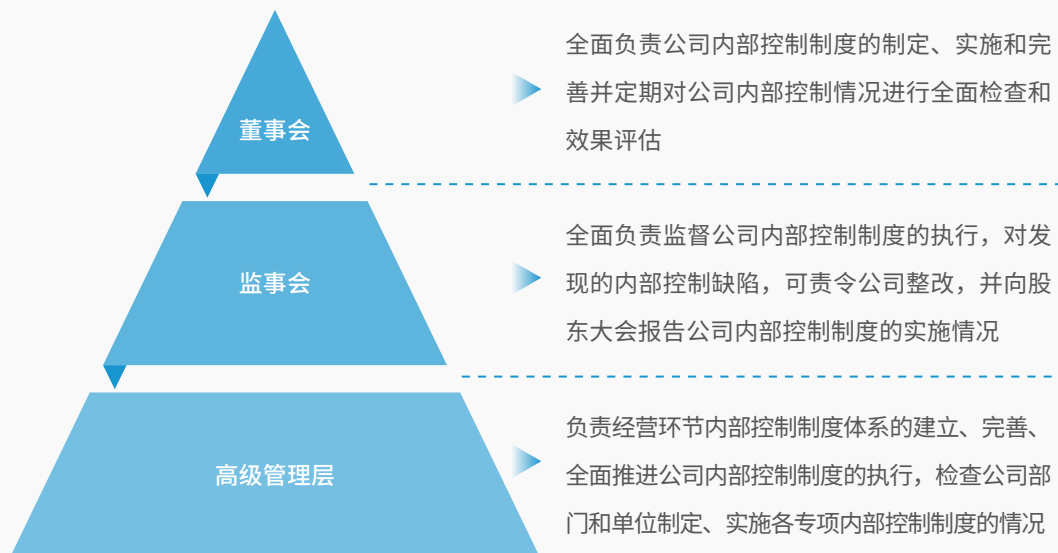 董事会
全面负责公司内部控制制度的制定、实施和完
善并定期对公司内部控制情况进行全面检查和
效果评估
监事会
全面负责监督公司内部控制制度的执行，对发
现的内部控制缺陷，可责令公司整改，并向股
东大会报告公司内部控制制度的实施情况
高级管理层
负责经营环节内部控制制度体系的建立、完善、
全面推进公司内部控制制度的执行，检查公司部
门和单位制定、实施各专项内部控制制度的情况